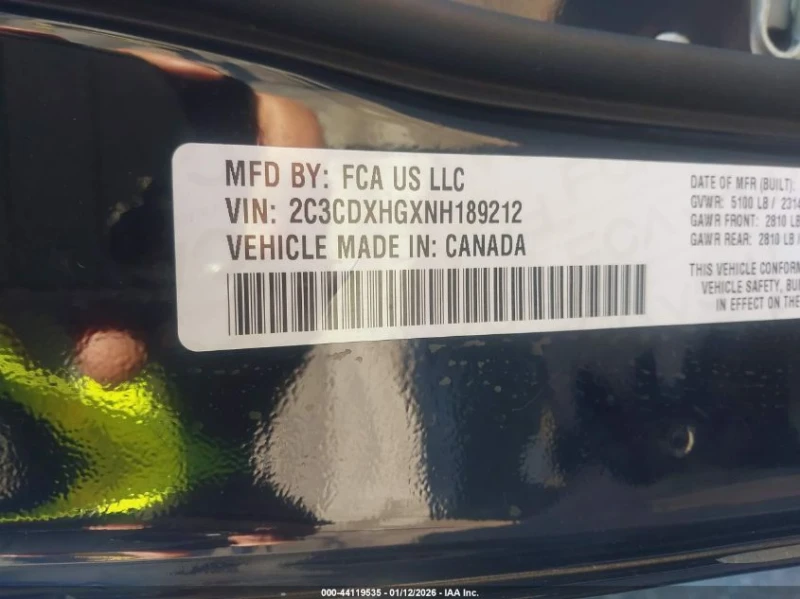 MFD BY: FCA US LLC
VIN: 2C3CDXHGXNH189212
VEHICLE MADE IN: CANADA
DATE OF MFR (BUILT):
GVWR: 5100 LB / 2314
GAWR FRONT: 2810 LB
GAWR REAR: 2810 LB /
THIS VEHICLE CONFORM
VEHICLE SAFETY, BU
IN EFFECT ON THE
000-44119535 - 01/12/2026 - IAA Inc.